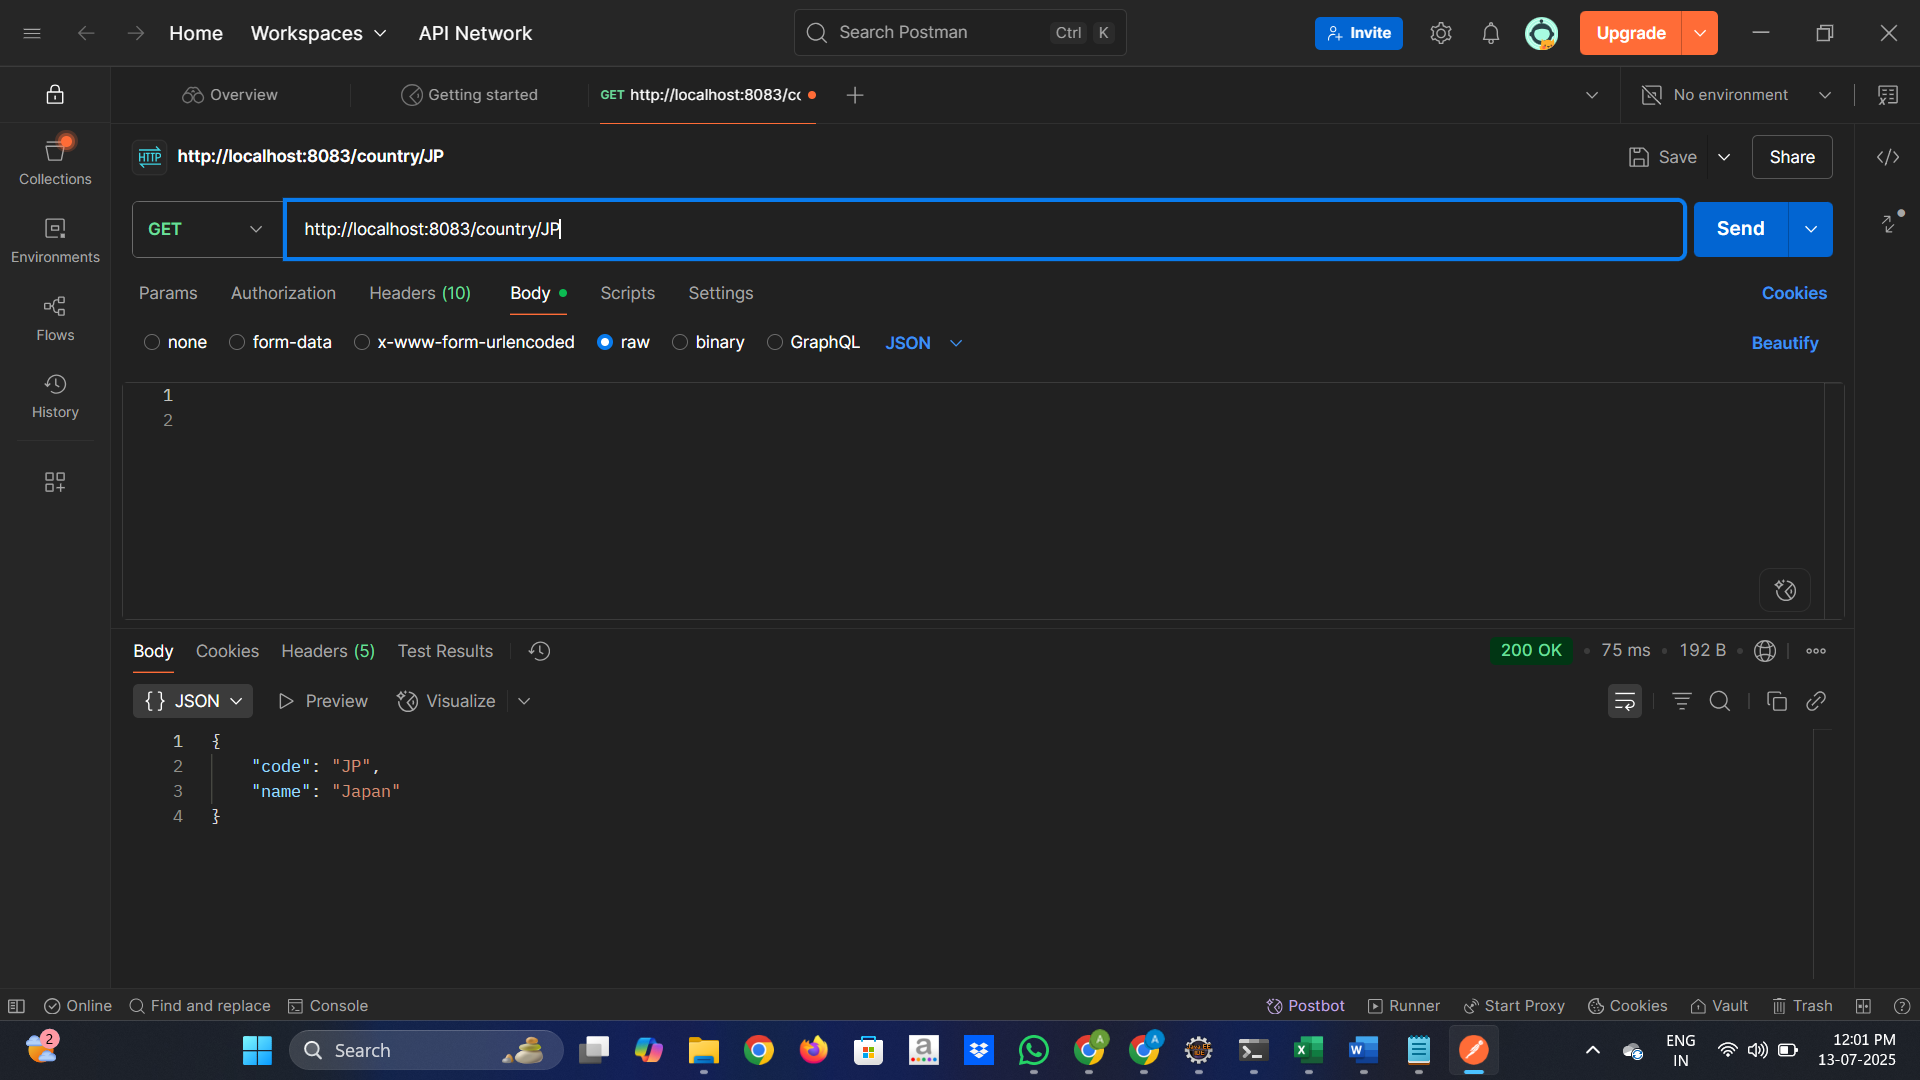 Home Workspaces API Network Search Postman Ctrl K Invite Upgrade
Overview Getting started GET http://localhost:8083/cc No environment
HTTP http://localhost:8083/country/JP Save Share
Collections
GET http://localhost:8083/country/JP Send
Environments
Params Authorization Headers (10) Body Scripts Settings Cookies
Flows
none form-data x-www-form-urlencoded raw binary GraphQL JSON Beautify
History
1
2
Body Cookies Headers (5) Test Results 200 OK 75 ms 192 B
{} JSON Preview Visualize
1 {
2 "code": "JP",
3 "name": "Japan"
4 }
Online Find and replace Console Postbot Runner Start Proxy Cookies Vault Trash
2 Search a A A W ENG 12:01 PM
IN 13-07-2025